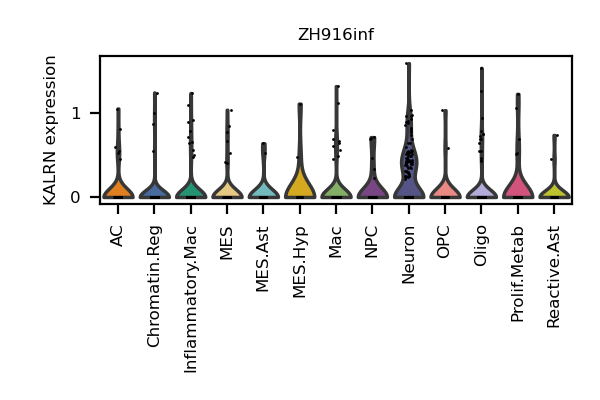 ZH916inf
KALRN expression
1
0
AC
Chromatin.Reg
Inflammatory.Mac
MES
MES.Ast
MES.Hyp
Mac
NPC
Neuron
OPC
Oligo
Prolif.Metab
Reactive.Ast